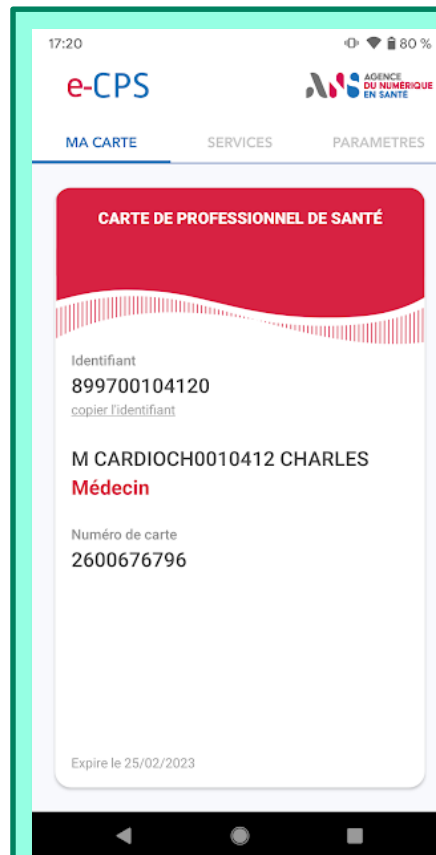 17:20
80 %
e-CPS
AGENCE
DU NUMÉRIQUE
EN SANTÉ
MA CARTE
SERVICES
PARAMETRES
CARTE DE PROFESSIONNEL DE SANTÉ
Identifiant
899700104120
copier l'identifiant
M CARDIOCH0010412 CHARLES
Médecin
Numéro de carte
2600676796
Expire le 25/02/2023